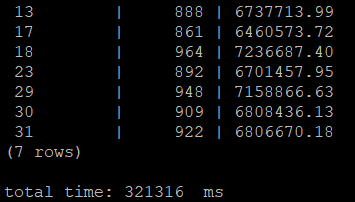 13 | 888 | 6737713.99
17 | 861 | 6460573.72
18 | 964 | 7236687.40
23 | 892 | 6701457.95
29 | 948 | 7158866.63
30 | 909 | 6808436.13
31 | 922 | 6806670.18
(7 rows)
total time: 321316 ms